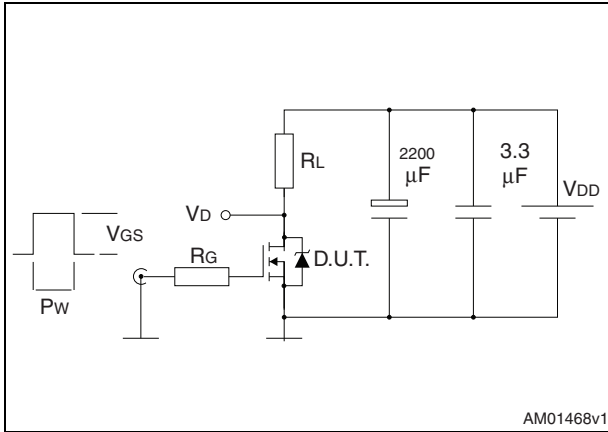 RL
2200
μF
3.3
μF
VDD
VD
VGS
RG
D.U.T.
PW
AM01468v1